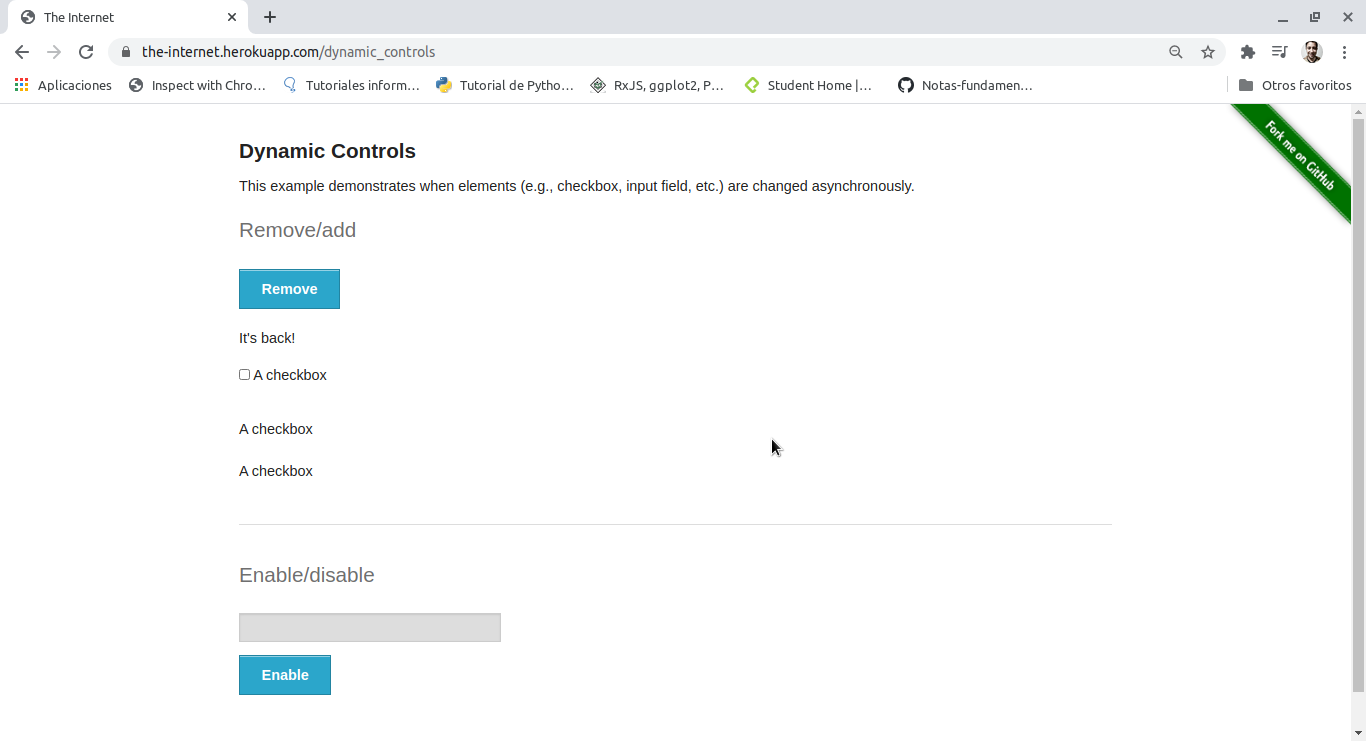 The Internet
the-internet.herokuapp.com/dynamic_controls
Aplicaciones Inspect with Chro… Tutoriales inform… Tutorial de Pytho… RxJS, ggplot2, P… Student Home |… Notas-fundamen… Otros favoritos
Fork me on GitHub
Dynamic Controls
This example demonstrates when elements (e.g., checkbox, input field, etc.) are changed asynchronously.
Remove/add
Remove
It's back!
A checkbox
A checkbox
A checkbox
Enable/disable
Enable